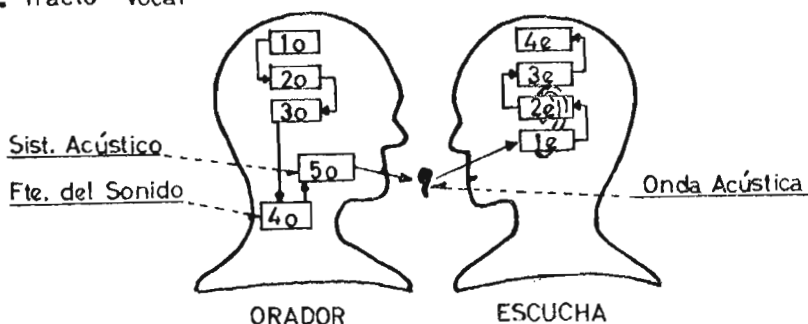 . Tracto Vocal
1o
4e
2o
3e
3o
2e
1e
Sist. Acústico
5o
Fte. del Sonido
4o
Onda Acústica
ORADOR
ESCUCHA